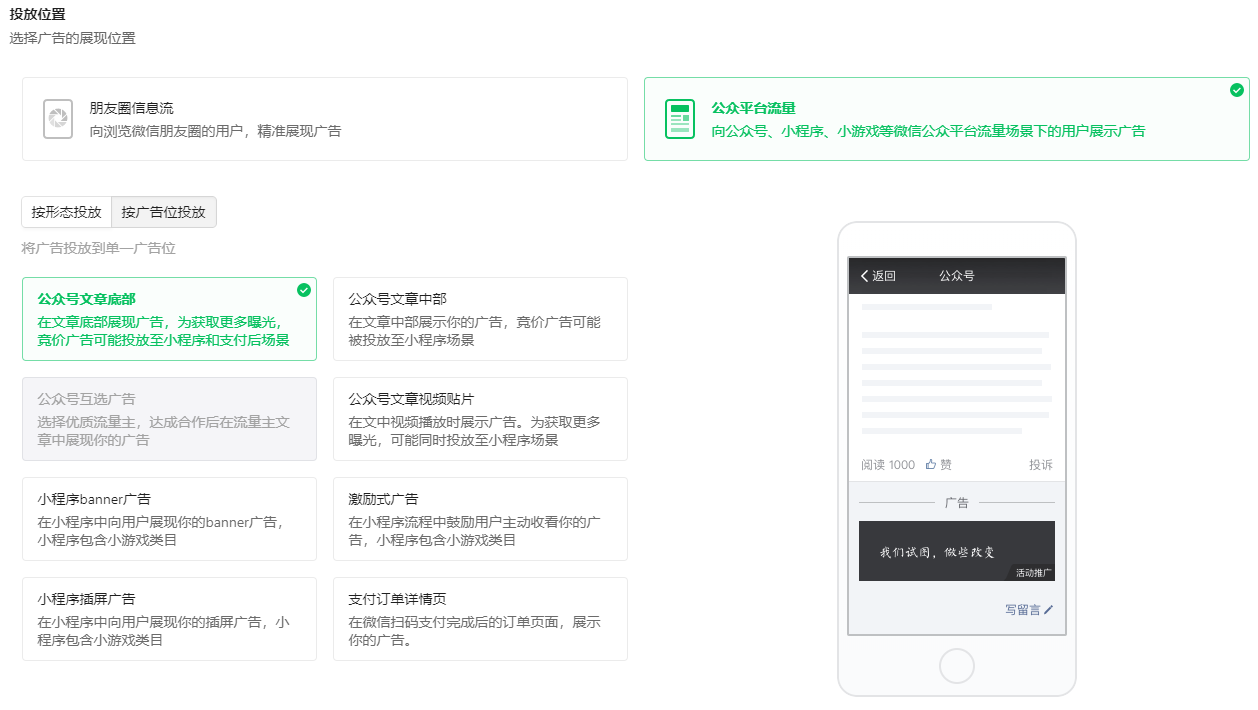 投放位置
选择广告的展现位置
朋友圈信息流
向浏览微信朋友圈的用户，精准展现广告
公众平台流量
向公众号、小程序、小游戏等微信公众平台流量场景下的用户展示广告
按形态投放
按广告位投放
将广告投放到单一广告位
公众号文章底部
在文章底部展现广告，为获取更多曝光，
竞价广告可能投放至小程序和支付后场景
公众号文章中部
在文章中部展示你的广告，竞价广告可能
被投放至小程序场景
公众号互选广告
选择优质流量主，达成合作后在流量主文
章中展现你的广告
公众号文章视频贴片
在文中视频播放时展示广告。为获取更多
曝光，可能同时投放至小程序场景
小程序banner广告
在小程序中向用户展现你的banner广告，
小程序包含小游戏类目
激励式广告
在小程序流程中鼓励用户主动收看你的广
告，小程序包含小游戏类目
小程序插屏广告
在小程序中向用户展现你的插屏广告，小
程序包含小游戏类目
支付订单详情页
在微信扫码支付完成后的订单页面，展示
你的广告。
返回 公众号
阅读 1000 赞 投诉
广告
我们试图，做些改变
活动推广
写留言